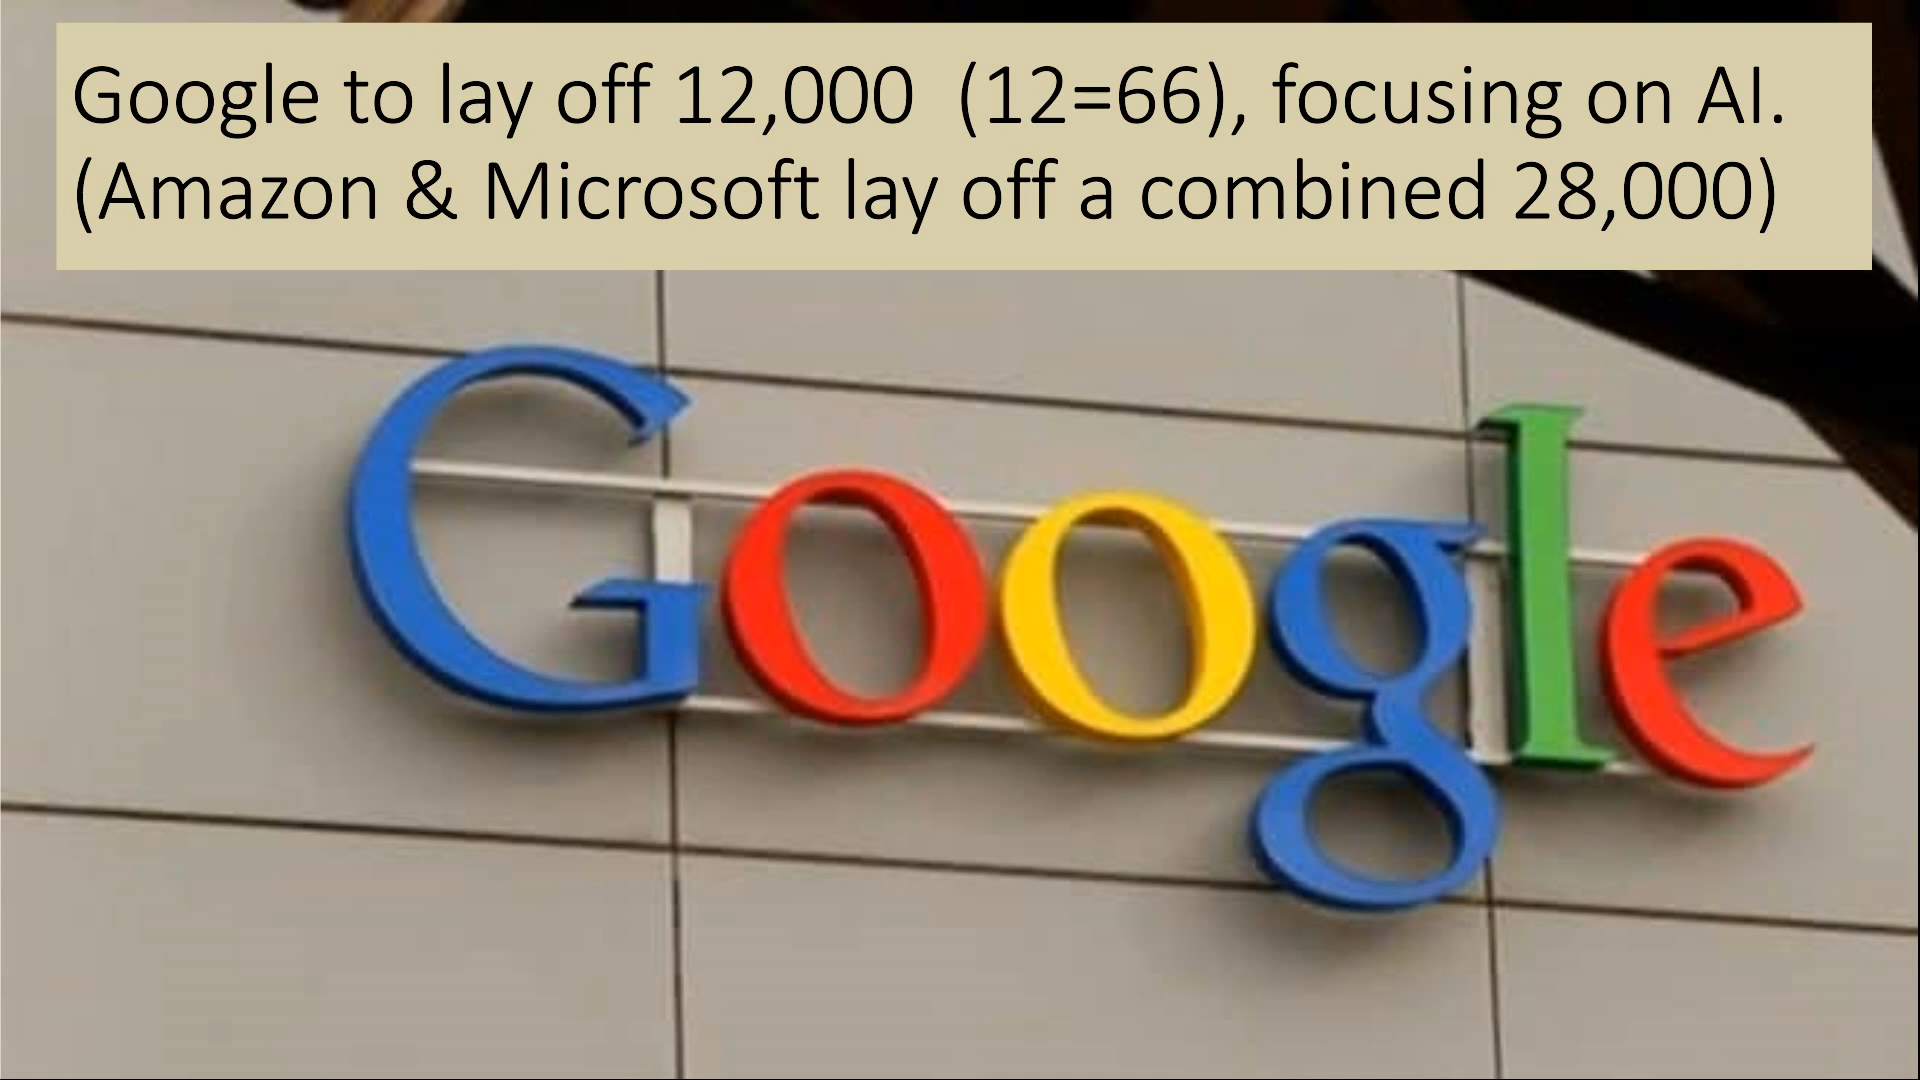 Google to lay off 12,000  (12=66), focusing on AI.
(Amazon & Microsoft lay off a combined 28,000)
Google